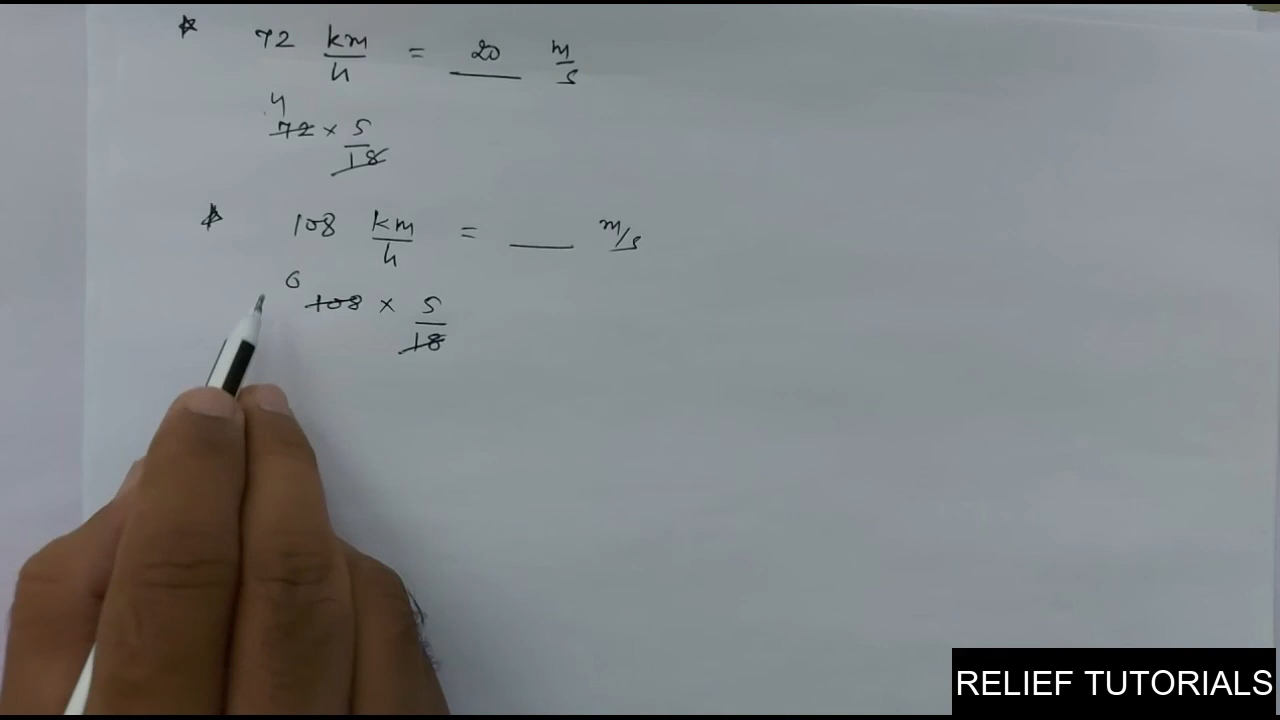 ☆ 72 km/h = 20 m/s
4
72 × 5/18
☆ 108 km/h = ___ m/s
6
108 × 5/18
RELIEF TUTORIALS